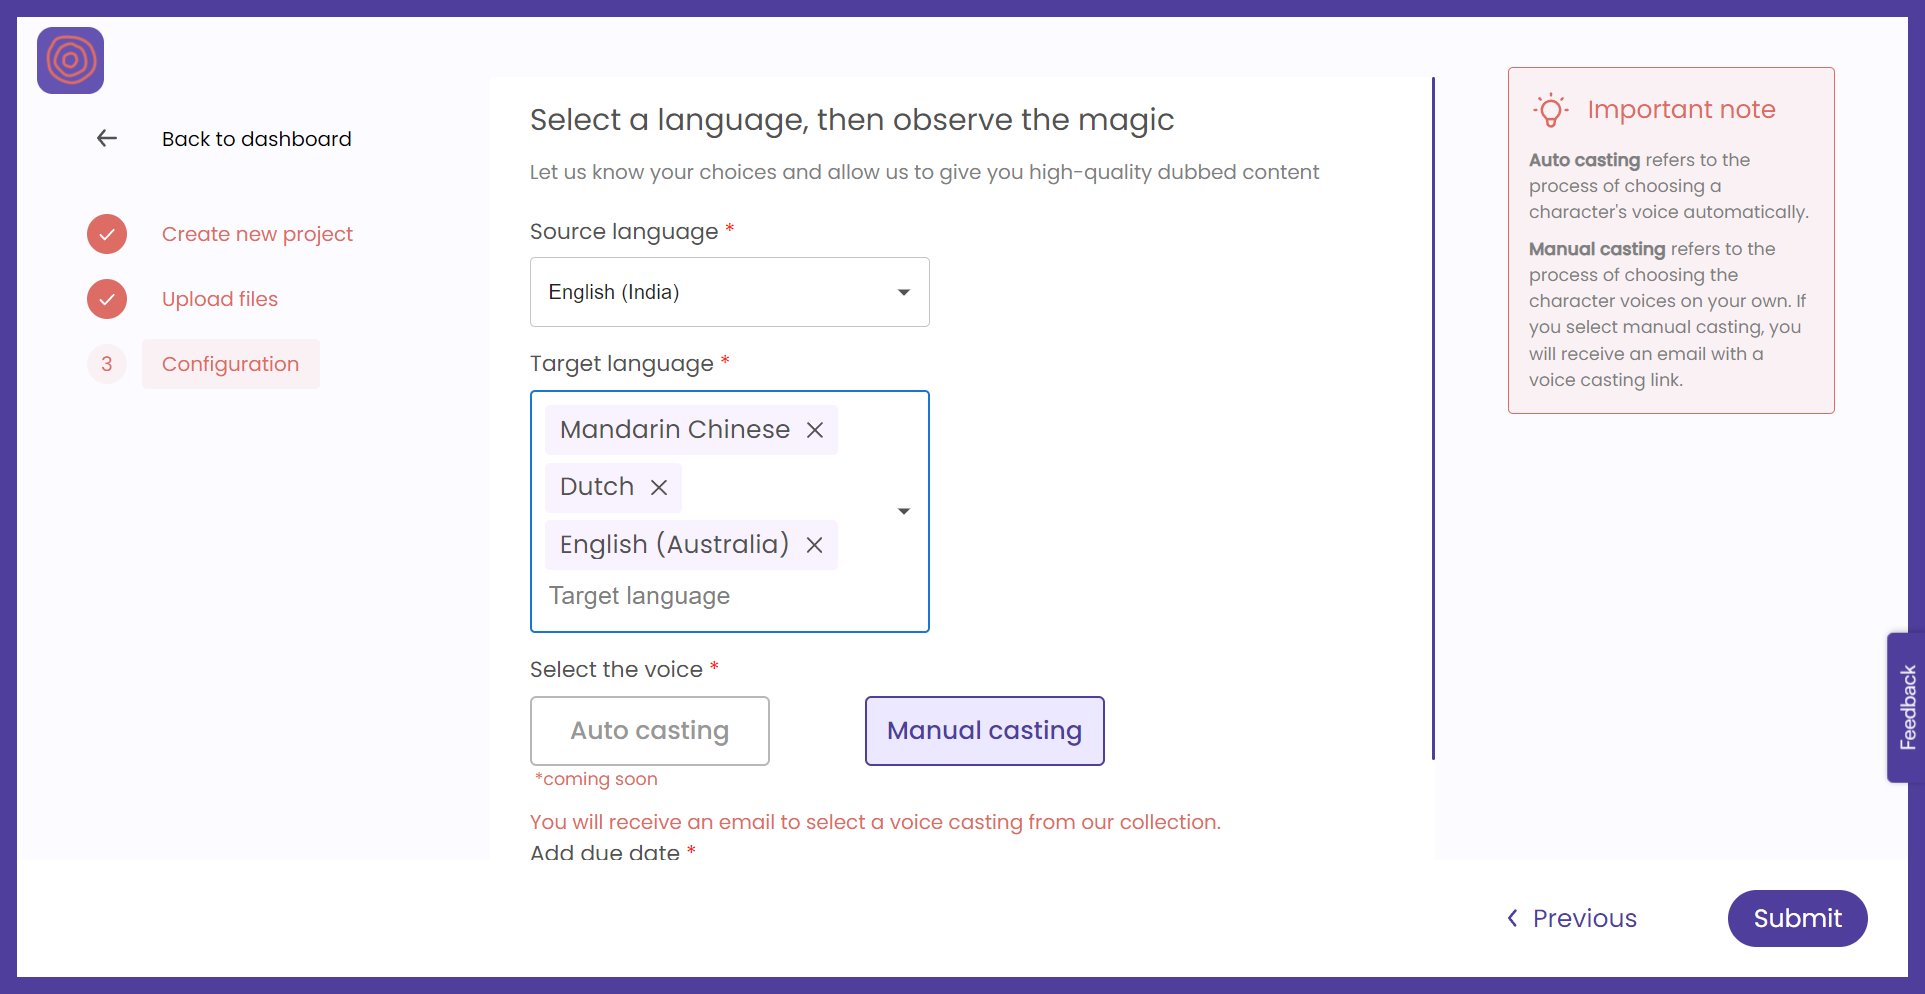 Back to dashboard
Create new project
Upload files
3 Configuration
Select a language, then observe the magic
Let us know your choices and allow us to give you high-quality dubbed content
Source language *
English (India)
Target language *
Mandarin Chinese
Dutch
English (Australia)
Target language
Select the voice *
Auto casting
Manual casting
*coming soon
You will receive an email to select a voice casting from our collection.
Add due date *
Important note
Auto casting refers to the
process of choosing a
character's voice automatically.
Manual casting refers to the
process of choosing the
character voices on your own. If
you select manual casting, you
will receive an email with a
voice casting link.
Feedback
Previous
Submit